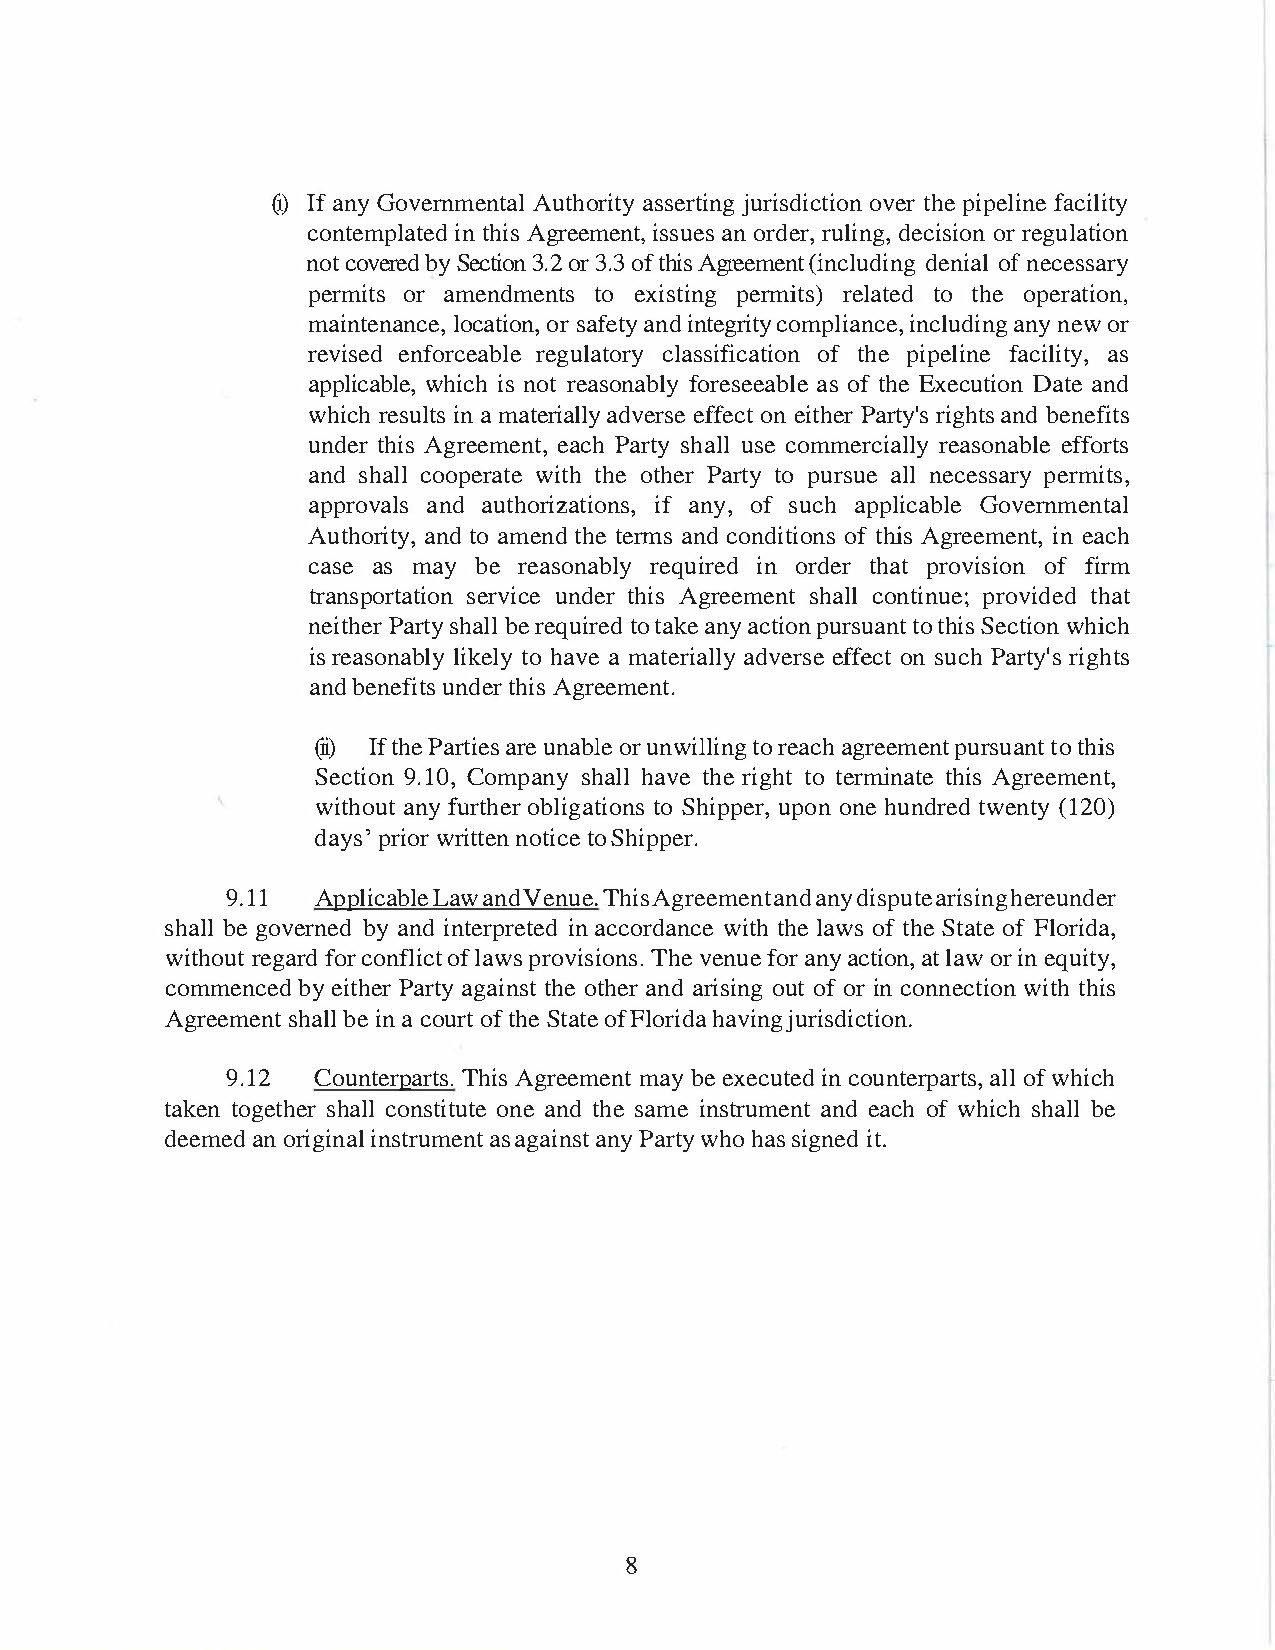 (i) If any Governmental Authority asserting jurisdiction over the pipeline facility
contemplated in this Agreement, issues an order, ruling, decision or regulation
not covered by Section 3.2 or 3.3 of this Agreement (including denial of necessary
permits or amendments to existing permits) related to the operation,
maintenance, location, or safety and integrity compliance, including any new or
revised enforceable regulatory classification of the pipeline facility, as
applicable, which is not reasonably foreseeable as of the Execution Date and
which results in a materially adverse effect on either Party's rights and benefits
under this Agreement, each Party shall use commercially reasonable efforts
and shall cooperate with the other Party to pursue all necessary permits,
approvals and authorizations, if any, of such applicable Governmental
Authority, and to amend the terms and conditions of this Agreement, in each
case as may be reasonably required in order that provision of firm
transportation service under this Agreement shall continue; provided that
neither Party shall be required to take any action pursuant to this Section which
is reasonably likely to have a materially adverse effect on such Party's rights
and benefits under this Agreement.
(ii) If the Parties are unable or unwilling to reach agreement pursuant to this
Section 9.10, Company shall have the right to terminate this Agreement,
without any further obligations to Shipper, upon one hundred twenty (120)
days’ prior written notice to Shipper.
9.11 Applicable Law and Venue. This Agreement and any dispute arising hereunder
shall be governed by and interpreted in accordance with the laws of the State of Florida,
without regard for conflict of laws provisions. The venue for any action, at law or in equity,
commenced by either Party against the other and arising out of or in connection with this
Agreement shall be in a court of the State of Florida having jurisdiction.
9.12 Counterparts. This Agreement may be executed in counterparts, all of which
taken together shall constitute one and the same instrument and each of which shall be
deemed an original instrument as against any Party who has signed it.
8